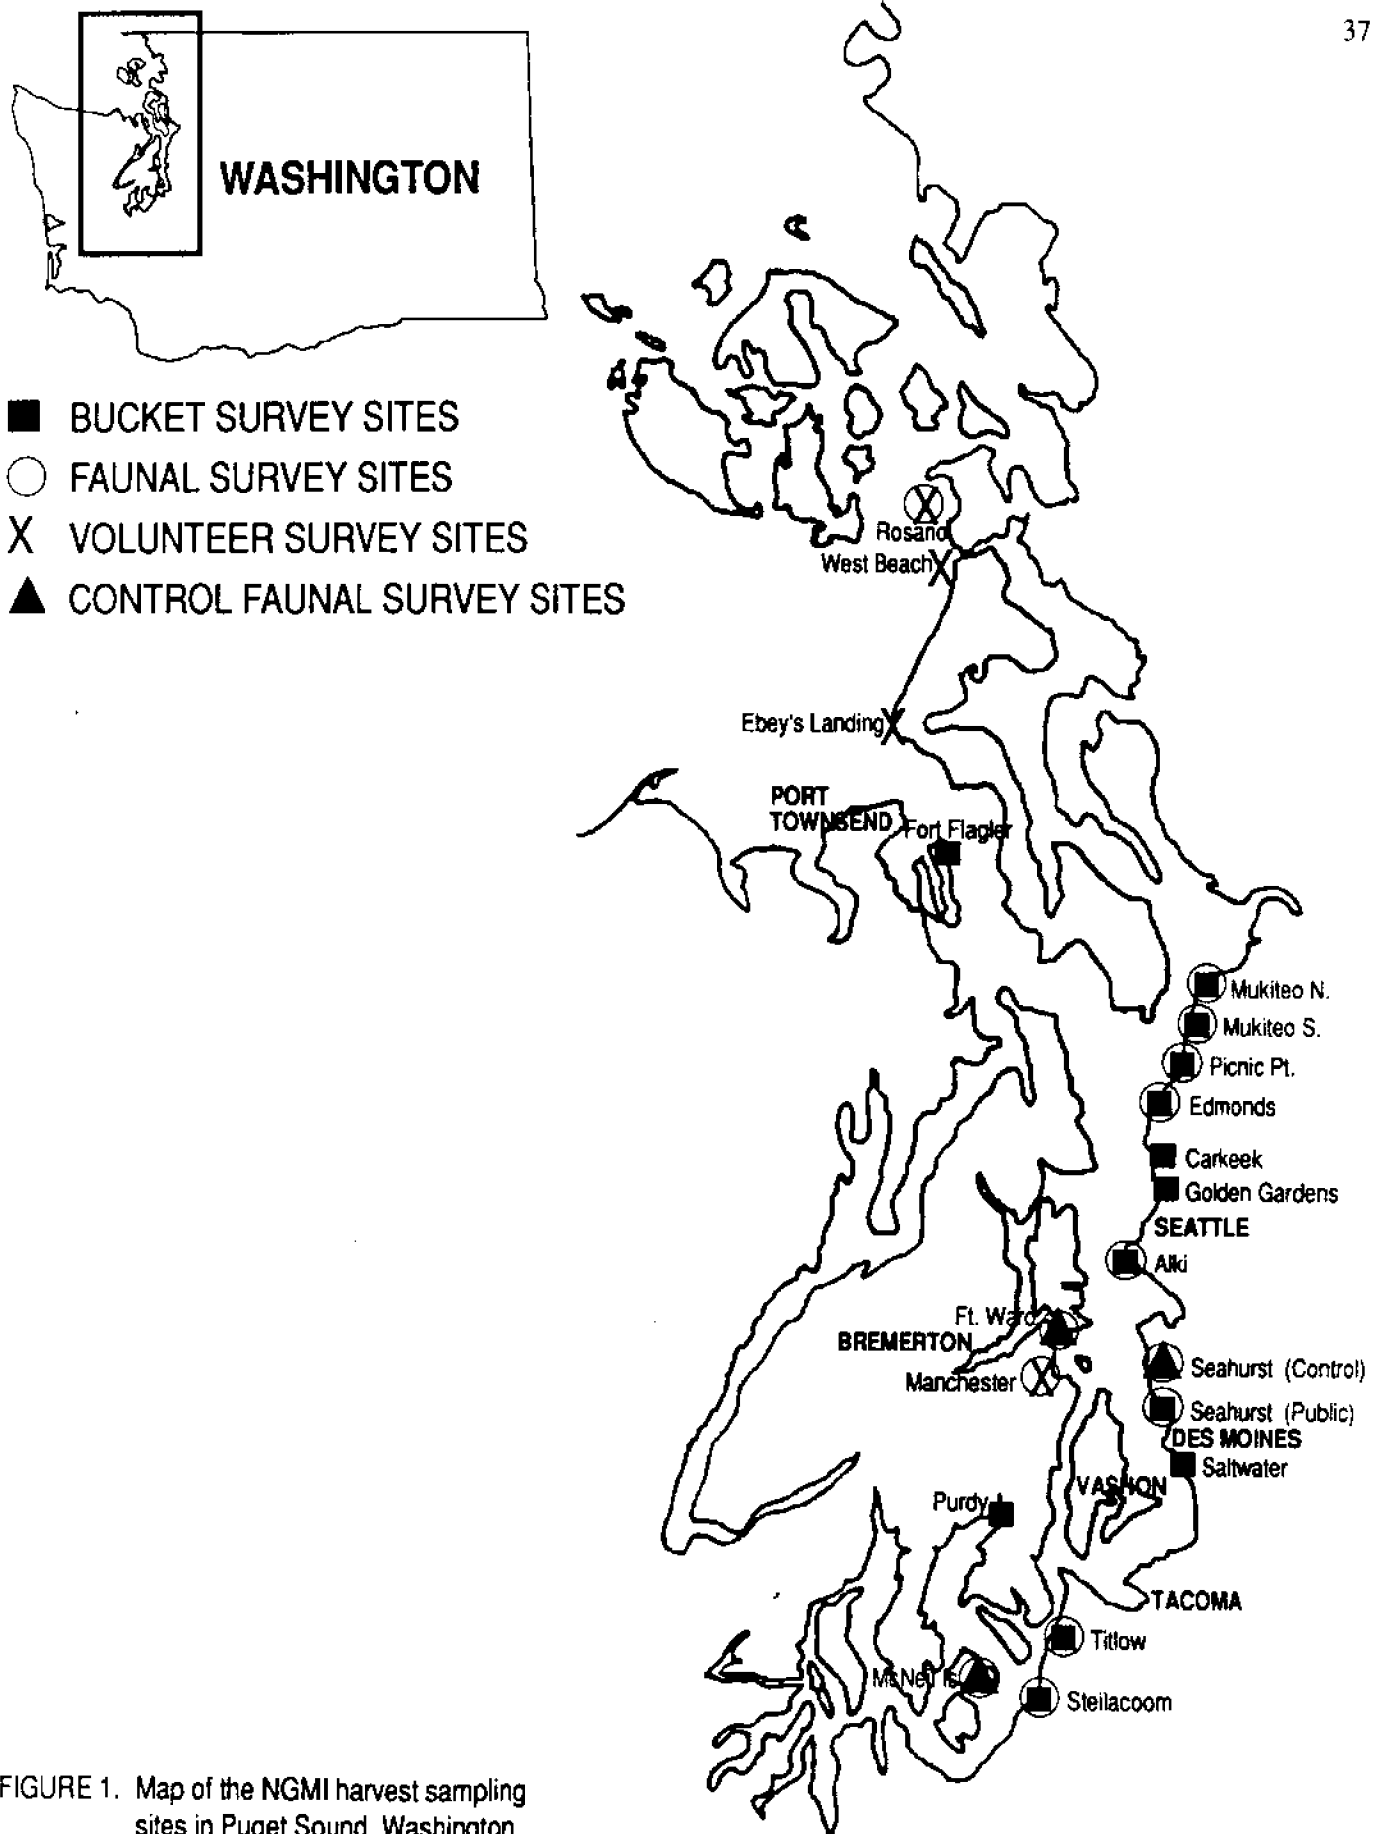 37
WASHINGTON
BUCKET SURVEY SITES
FAUNAL SURVEY SITES
X VOLUNTEER SURVEY SITES
CONTROL FAUNAL SURVEY SITES
Rosario
West Beach
Ebey's Landing
PORT
TOWNSEND
Fort Flagler
Mukiteo N.
Mukiteo S.
Picnic Pt.
Edmonds
Carkeek
Golden Gardens
SEATTLE
Alki
Ft. Ward
BREMERTON
Manchester
Seahurst (Control)
Seahurst (Public)
DES MOINES
Saltwater
VASHON
Purdy
TACOMA
Titlow
McNeil Is.
Steilacoom
FIGURE 1. Map of the NGMI harvest sampling
sites in Puget Sound, Washington